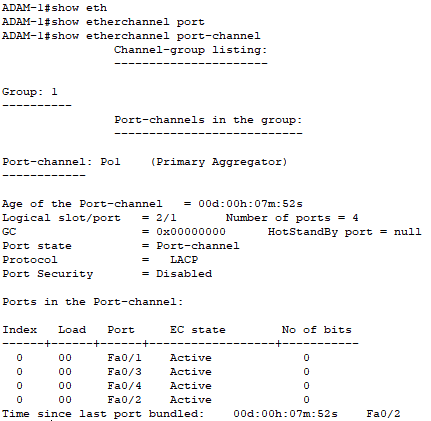 ADAM-1#show eth
ADAM-1#show etherchannel port
ADAM-1#show etherchannel port-channel
Channel-group listing:
----------------------
Group: 1
----------
Port-channels in the group:
---------------------------
Port-channel: Po1    (Primary Aggregator)
------------
Age of the Port-channel   = 00d:00h:07m:52s
Logical slot/port   = 2/1       Number of ports = 4
GC                  = 0x00000000      HotStandBy port = null
Port state          = Port-channel
Protocol            =   LACP
Port Security       = Disabled
Ports in the Port-channel:
Index   Load   Port     EC state        No of bits
------+------+------+------------------+-----------
0     00     Fa0/1    Active             0
0     00     Fa0/3    Active             0
0     00     Fa0/4    Active             0
0     00     Fa0/2    Active             0
Time since last port bundled:    00d:00h:07m:52s    Fa0/2